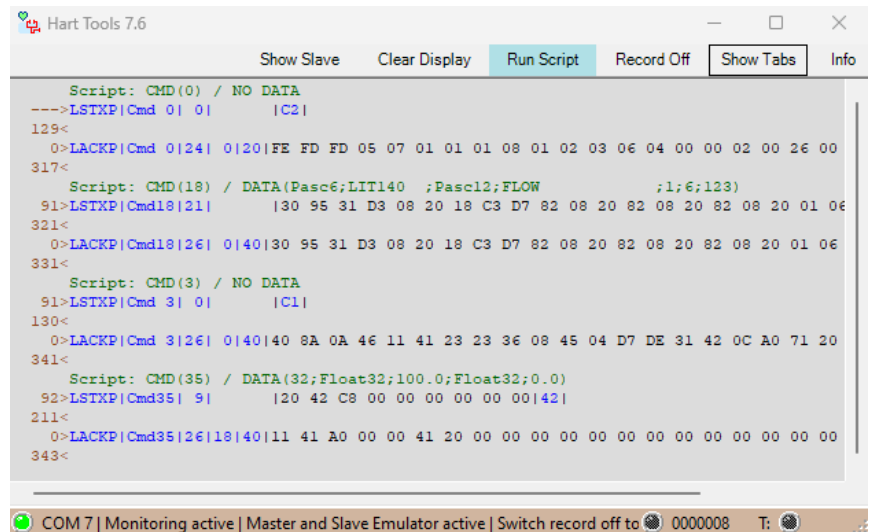 Hart Tools 7.6
Show Slave Clear Display Run Script Record Off Show Tabs Info
Script: CMD(0) / NO DATA
--->LSTXP|Cmd 0| 0| |C2|
129<
0>LACKP|Cmd 0|24| 0|20|FE FD FD 05 07 01 01 01 08 01 02 03 06 04 00 00 02 00 26 00
317<
Script: CMD(18) / DATA(Pasc6;LIT140 ;Pasc12;FLOW ;1;6;123)
91>LSTXP|Cmd18|21| |30 95 31 D3 08 20 18 C3 D7 82 08 20 82 08 20 82 08 20 01 06
321<
0>LACKP|Cmd18|26| 0|40|30 95 31 D3 08 20 18 C3 D7 82 08 20 82 08 20 82 08 20 01 06
331<
Script: CMD(3) / NO DATA
91>LSTXP|Cmd 3| 0| |C1|
130<
0>LACKP|Cmd 3|26| 0|40|40 8A 0A 46 11 41 23 23 36 08 45 04 D7 DE 31 42 0C A0 71 20
341<
Script: CMD(35) / DATA(32;Float32;100.0;Float32;0.0)
92>LSTXP|Cmd35| 9| |20 42 C8 00 00 00 00 00 00|42|
211<
0>LACKP|Cmd35|26|18|40|11 41 A0 00 00 41 20 00 00 00 00 00 00 00 00 00 00 00 00 00
343<
COM 7 | Monitoring active | Master and Slave Emulator active | Switch record off to 0000008 T: